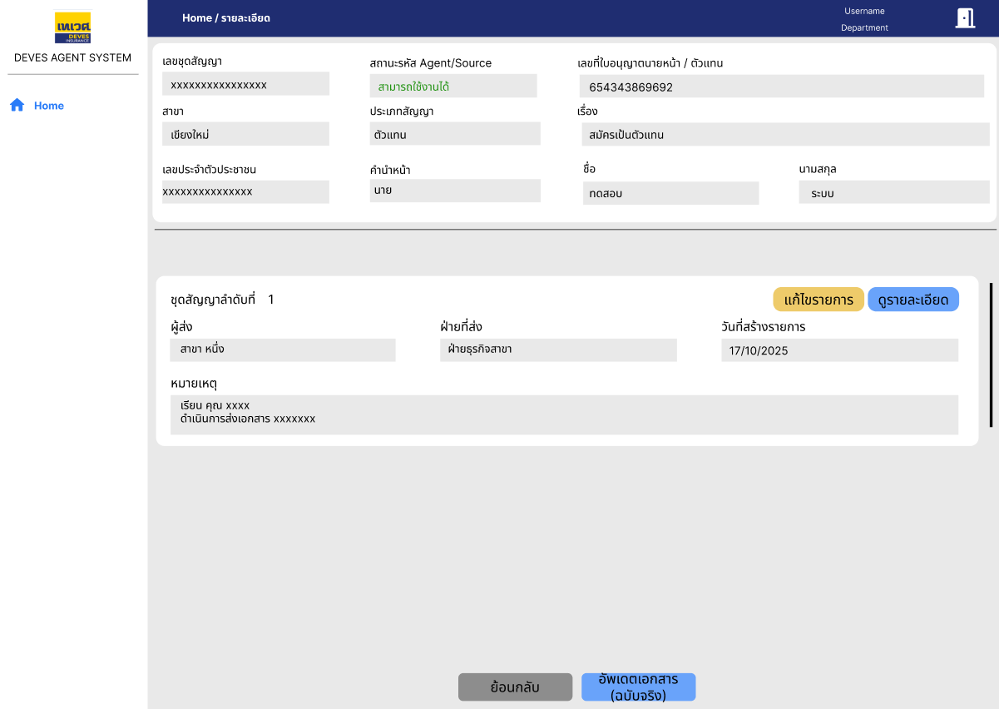 เทเวศ
DEVES
INSURANCE
DEVES AGENT SYSTEM
Home
Home / รายละเอียด
Username
Department
เลขชุดสัญญา
xxxxxxxxxxxxxxxx
สถานะรหัส Agent/Source
สามารถใช้งานได้
เลขที่ใบอนุญาตนายหน้า / ตัวแทน
654343869692
สาขา
เชียงใหม่
ประเภทสัญญา
ตัวแทน
เรื่อง
สมัครเป้นตัวแทน
เลขประจำตัวประชาชน
xxxxxxxxxxxxxxx
คำนำหน้า
นาย
ชื่อ
ทดสอบ
นามสกุล
ระบบ
ชุดสัญญาลำดับที่ 1
แก้ไขรายการ
ดูรายละเอียด
ผู้ส่ง
สาขา หนึ่ง
ฝ่ายที่ส่ง
ฝ่ายธุรกิจสาขา
วันที่สร้างรายการ
17/10/2025
หมายเหตุ
เรียน คุณ xxxx
ดำเนินการส่งเอกสาร xxxxxxx
ย้อนกลับ
อัพเดตเอกสาร
(ฉบับจริง)